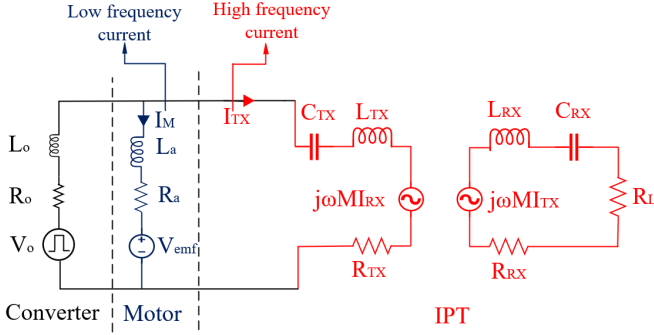 Low frequency
current
High frequency
current
IM
ITX
CTX
LTX
LRX
CRX
Lo
La
Ro
Ra
jωMIRX
jωMITX
RL
Vo
Vemf
RTX
RRX
Converter
Motor
IPT